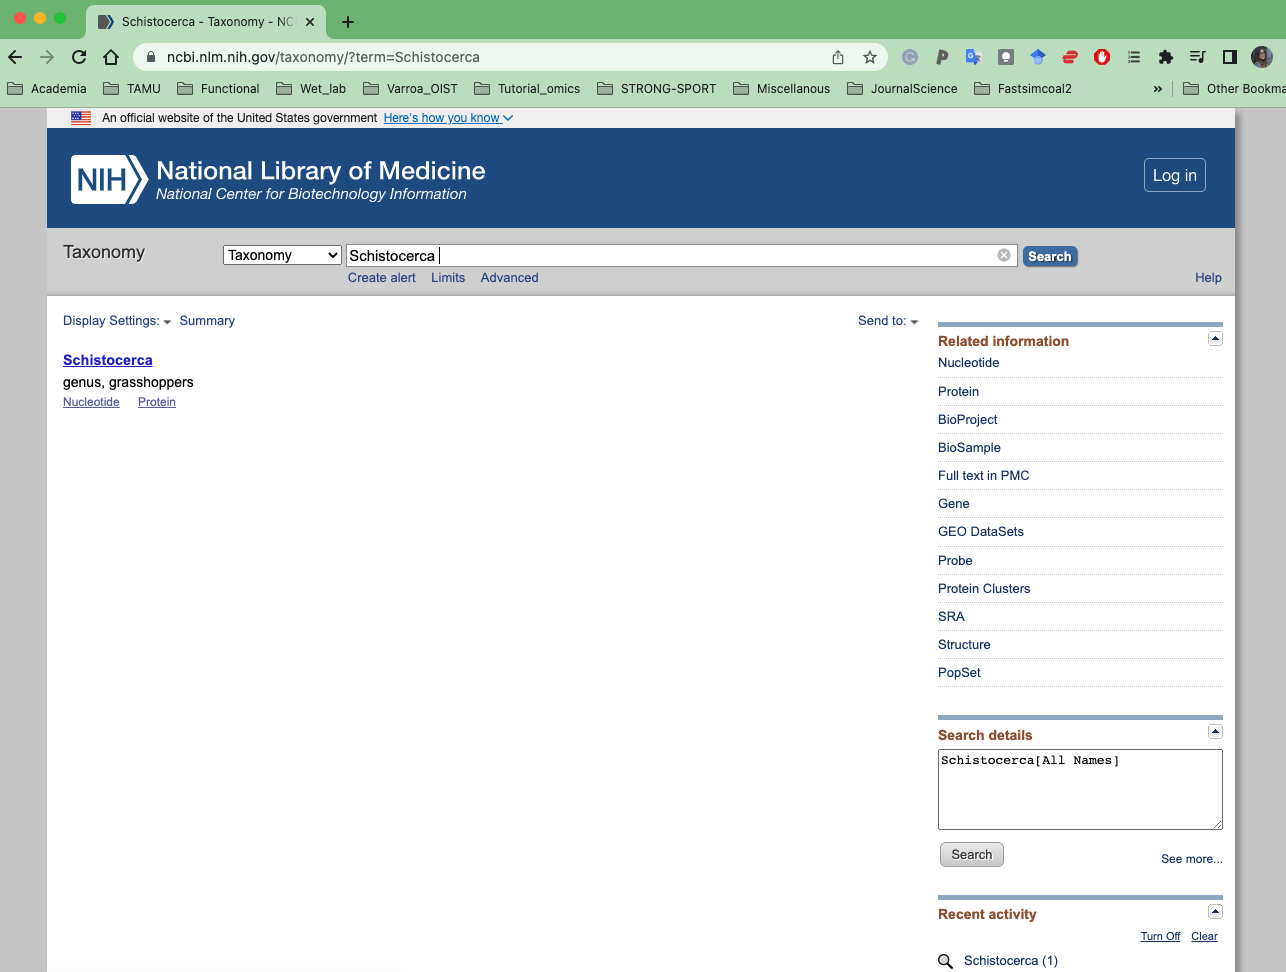 Schistocerca - Taxonomy - NC
ncbi.nlm.nih.gov/taxonomy/?term=Schistocerca
Academia TAMU Functional Wet_lab Varroa_OIST Tutorial_omics STRONG-SPORT Miscellanous JournalScience Fastsimcoal2 » Other Bookma
An official website of the United States government Here's how you know
NIH National Library of Medicine
National Center for Biotechnology Information
Log in
Taxonomy Taxonomy Schistocerca Search
Create alert Limits Advanced Help
Display Settings: Summary Send to:
Schistocerca
genus, grasshoppers
Nucleotide Protein
Related information
Nucleotide
Protein
BioProject
BioSample
Full text in PMC
Gene
GEO DataSets
Probe
Protein Clusters
SRA
Structure
PopSet
Search details
Schistocerca[All Names]
Search See more...
Recent activity
Turn Off Clear
Schistocerca (1)